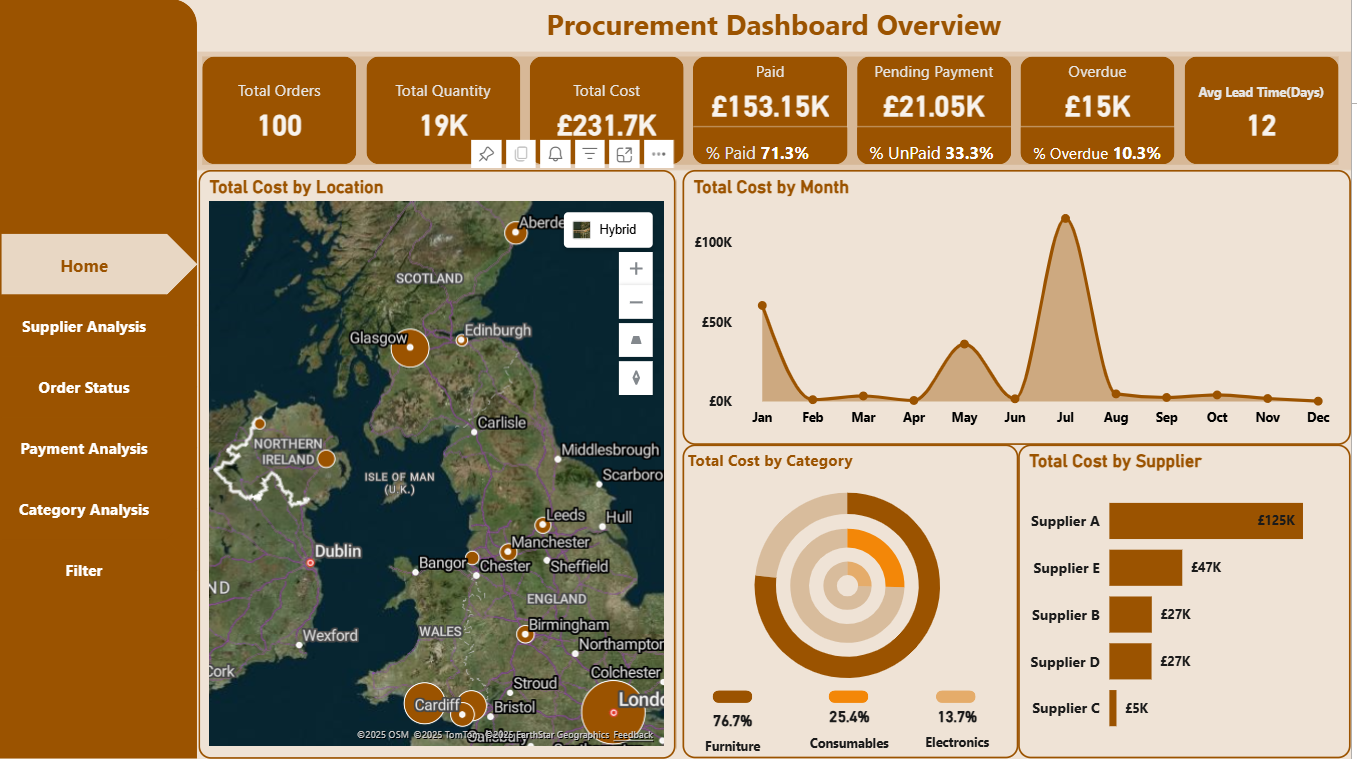 Procurement Dashboard Overview
Total Orders
100
Total Quantity
19K
Total Cost
£231.7K
Paid
£153.15K
% Paid 71.3%
Pending Payment
£21.05K
% UnPaid 33.3%
Overdue
£15K
% Overdue 10.3%
Avg Lead Time(Days)
12
Home
Supplier Analysis
Order Status
Payment Analysis
Category Analysis
Filter
Total Cost by Location
Hybrid
Aberde
SCOTLAND
Glasgow
Edinburgh
Carlisle
NORTHERN
IRELAND
ISLE OF MAN
(U.K.)
Middlesbrough
Scarboro
Leeds
Hull
Manchester
Dublin
Bangor
Chester
Sheffield
ND
ENGLAND
WALES
Birmingham
Wexford
Northampton
Cork
Colchester
Stroud
Cardiff
Bristol
Londo
Salisbury
©2025 OSM ©2025 TomTom ©2025 EarthStar Geographics Feedback
Total Cost by Month
£100K
£50K
£0K
Jan Feb Mar Apr May Jun Jul Aug Sep Oct Nov Dec
Total Cost by Category
76.7%
Furniture
25.4%
Consumables
13.7%
Electronics
Total Cost by Supplier
Supplier A £125K
Supplier E £47K
Supplier B £27K
Supplier D £27K
Supplier C £5K